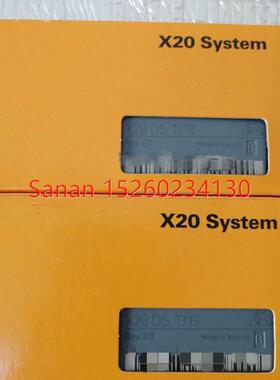 X20 System
X20 DS 1319
Rev.E0
Made in Austria
Sanan 15260234130
X20 System
X20 DS 1319
Rev.E0
Made in Austria